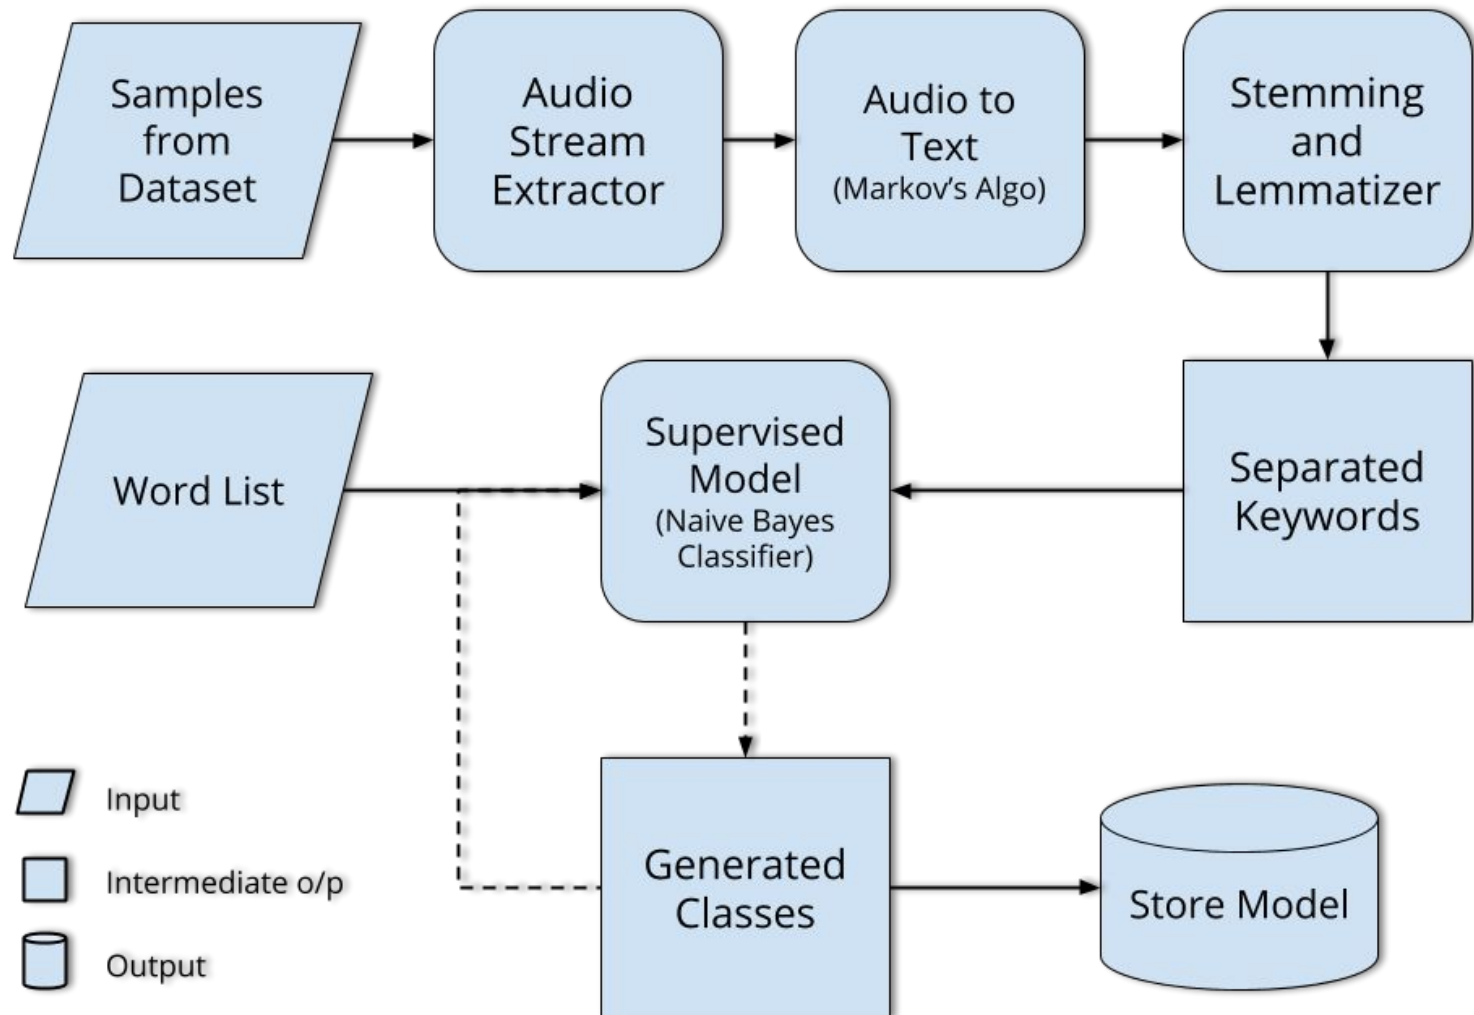 Samples
from
Dataset
Audio
Stream
Extractor
Audio to
Text
(Markov's Algo)
Stemming
and
Lemmatizer
Word List
Supervised
Model
(Naive Bayes
Classifier)
Separated
Keywords
Input
Intermediate o/p
Output
Generated
Classes
Store Model